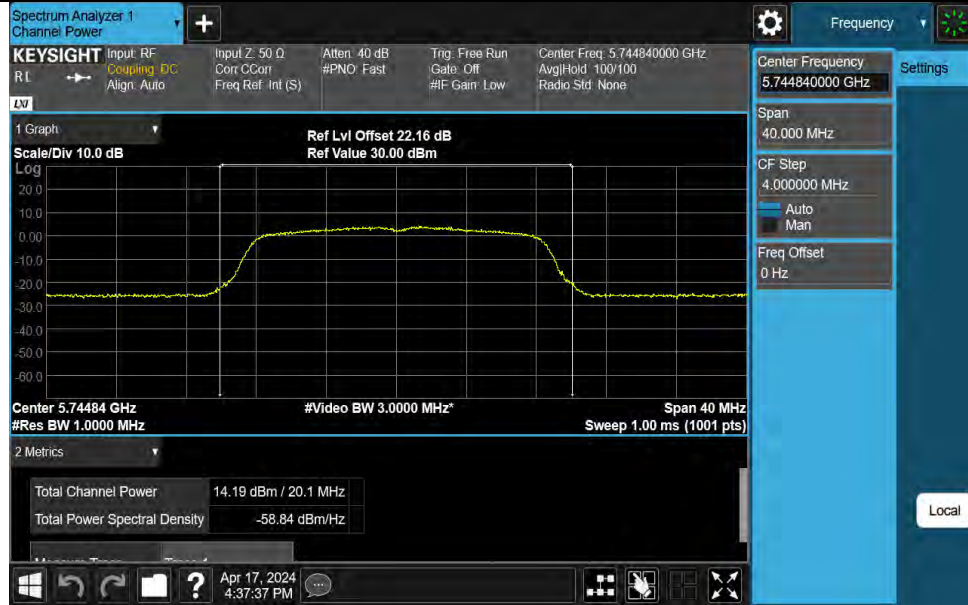 Spectrum Analyzer 1
Channel Power
+
Frequency
KEYSIGHT
RL
LXI
Input: RF
Coupling: DC
Align: Auto
Input Z: 50 Ω
Corr CCorr
Freq Ref: Int (S)
Atten: 40 dB
#PNO: Fast
Trig: Free Run
Gate: Off
#IF Gain: Low
Center Freq: 5.744840000 GHz
Avg|Hold: 100/100
Radio Std: None
Center Frequency
5.744840000 GHz
Settings
Span
40.000 MHz
CF Step
4.000000 MHz
Auto
Man
Freq Offset
0 Hz
Local
1 Graph
Scale/Div 10.0 dB
Ref Lvl Offset 22.16 dB
Ref Value 30.00 dBm
Log
20.0
10.0
0.00
-10.0
-20.0
-30.0
-40.0
-50.0
-60.0
Center 5.74484 GHz
#Video BW 3.0000 MHz*
Span 40 MHz
#Res BW 1.0000 MHz
Sweep 1.00 ms (1001 pts)
2 Metrics
Total Channel Power 14.19 dBm / 20.1 MHz
Total Power Spectral Density -58.84 dBm/Hz
?
Apr 17, 2024
4:37:37 PM